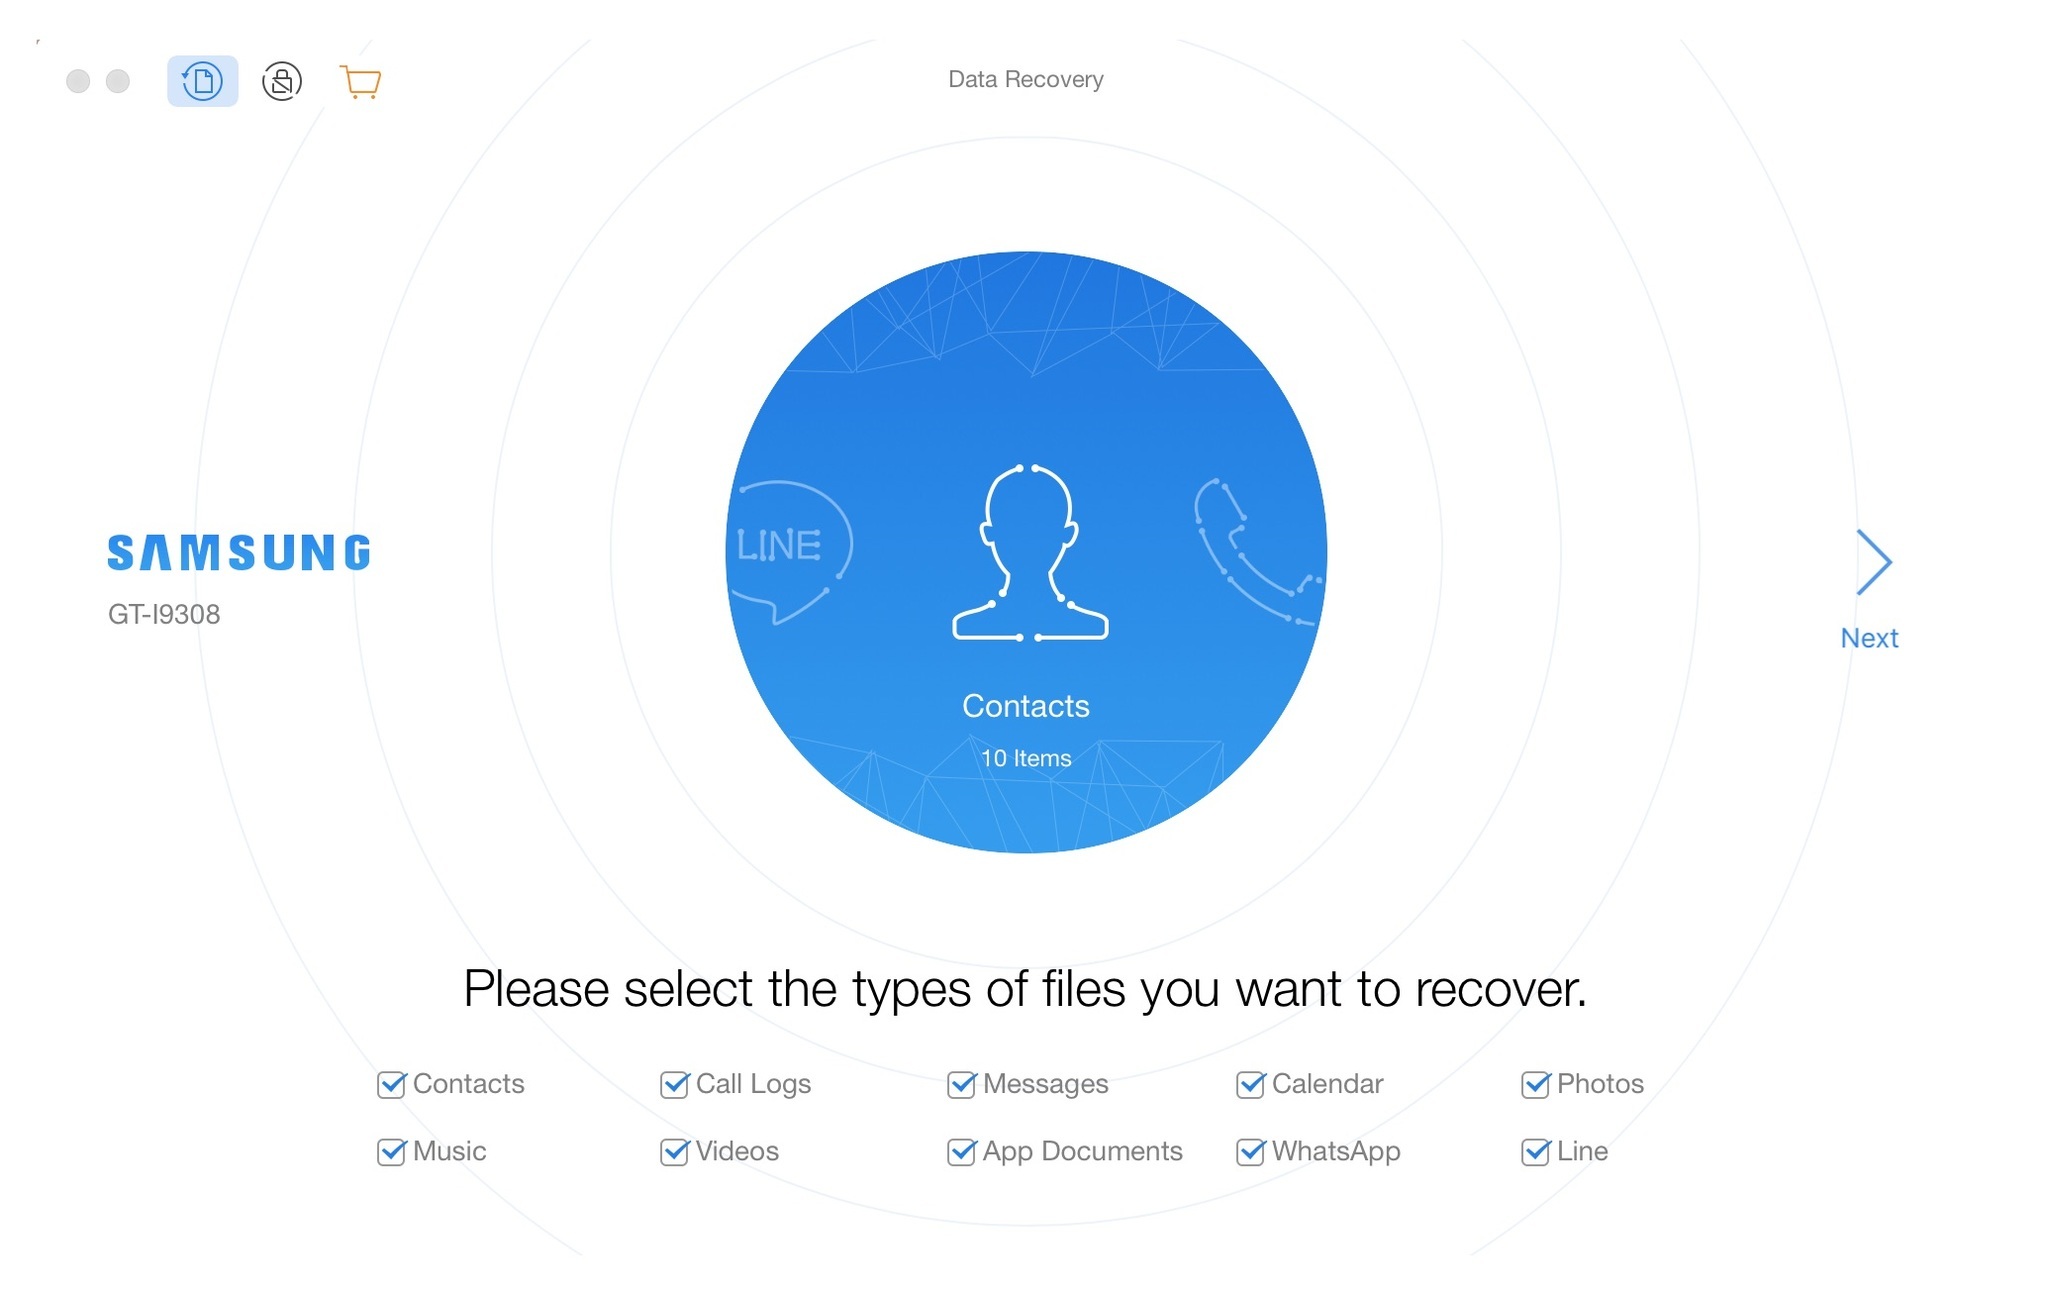 Data Recovery
LINE
SAMSUNG
GT-I9308
Next
Contacts
10 Items
Please select the types of files you want to recover.
Contacts Call Logs Messages Calendar Photos
Music Videos App Documents WhatsApp Line